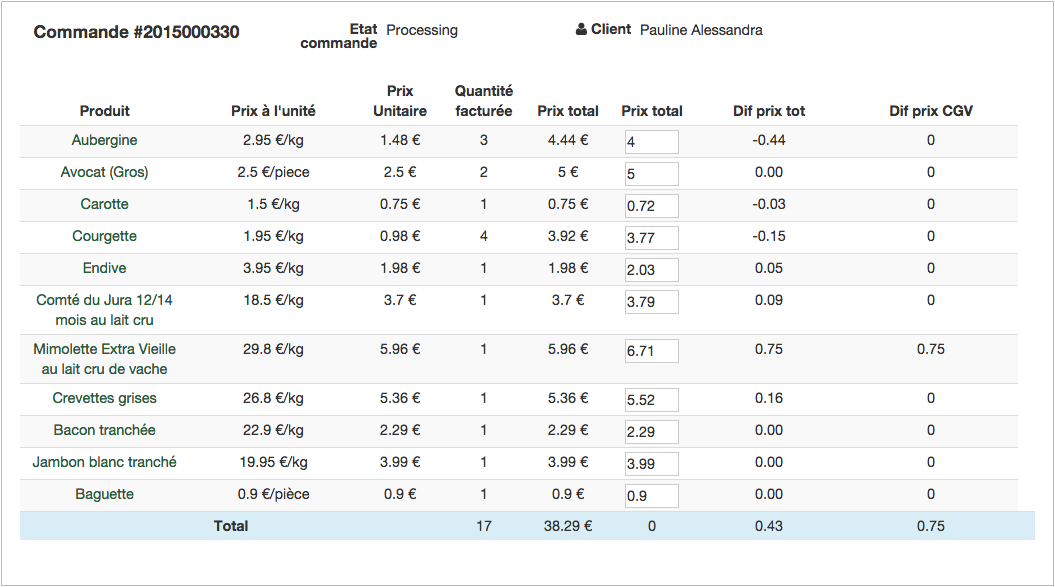 Commande #2015000330 Etat commande Processing Client Pauline Alessandra
Produit Prix à l'unité Prix Unitaire Quantité facturée Prix total Prix total Dif prix tot Dif prix CGV
Aubergine 2.95 €/kg 1.48 € 3 4.44 € 4 -0.44 0
Avocat (Gros) 2.5 €/piece 2.5 € 2 5 € 5 0.00 0
Carotte 1.5 €/kg 0.75 € 1 0.75 € 0.72 -0.03 0
Courgette 1.95 €/kg 0.98 € 4 3.92 € 3.77 -0.15 0
Endive 3.95 €/kg 1.98 € 1 1.98 € 2.03 0.05 0
Comté du Jura 12/14 18.5 €/kg 3.7 € 1 3.7 € 3.79 0.09 0
mois au lait cru
Mimolette Extra Vieille 29.8 €/kg 5.96 € 1 5.96 € 6.71 0.75 0.75
au lait cru de vache
Crevettes grises 26.8 €/kg 5.36 € 1 5.36 € 5.52 0.16 0
Bacon tranchée 22.9 €/kg 2.29 € 1 2.29 € 2.29 0.00 0
Jambon blanc tranché 19.95 €/kg 3.99 € 1 3.99 € 3.99 0.00 0
Baguette 0.9 €/pièce 0.9 € 1 0.9 € 0.9 0.00 0
Total 17 38.29 € 0 0.43 0.75